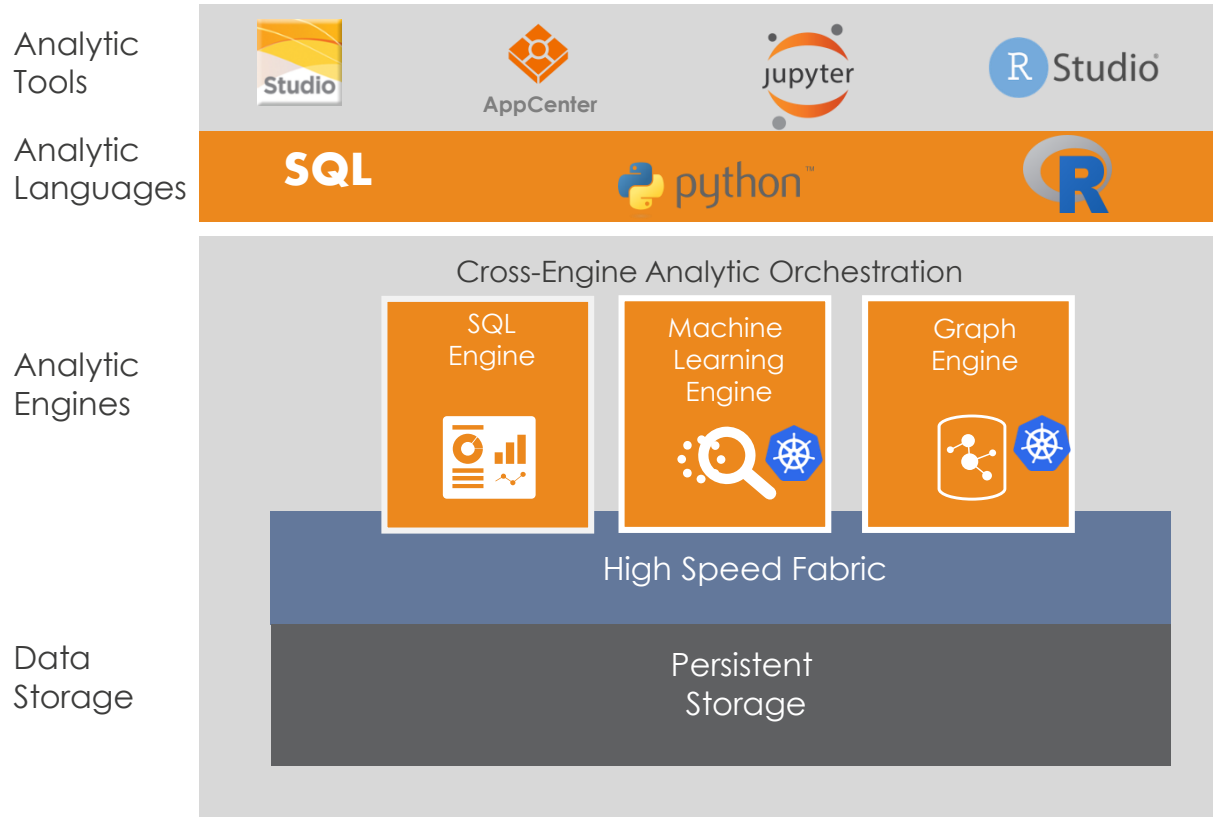 Analytic
Tools
Studio
AppCenter
jupyter
R Studio
Analytic
Languages
SQL
python™
R
Cross-Engine Analytic Orchestration
Analytic
Engines
SQL
Engine
Machine
Learning
Engine
Graph
Engine
High Speed Fabric
Data
Storage
Persistent
Storage